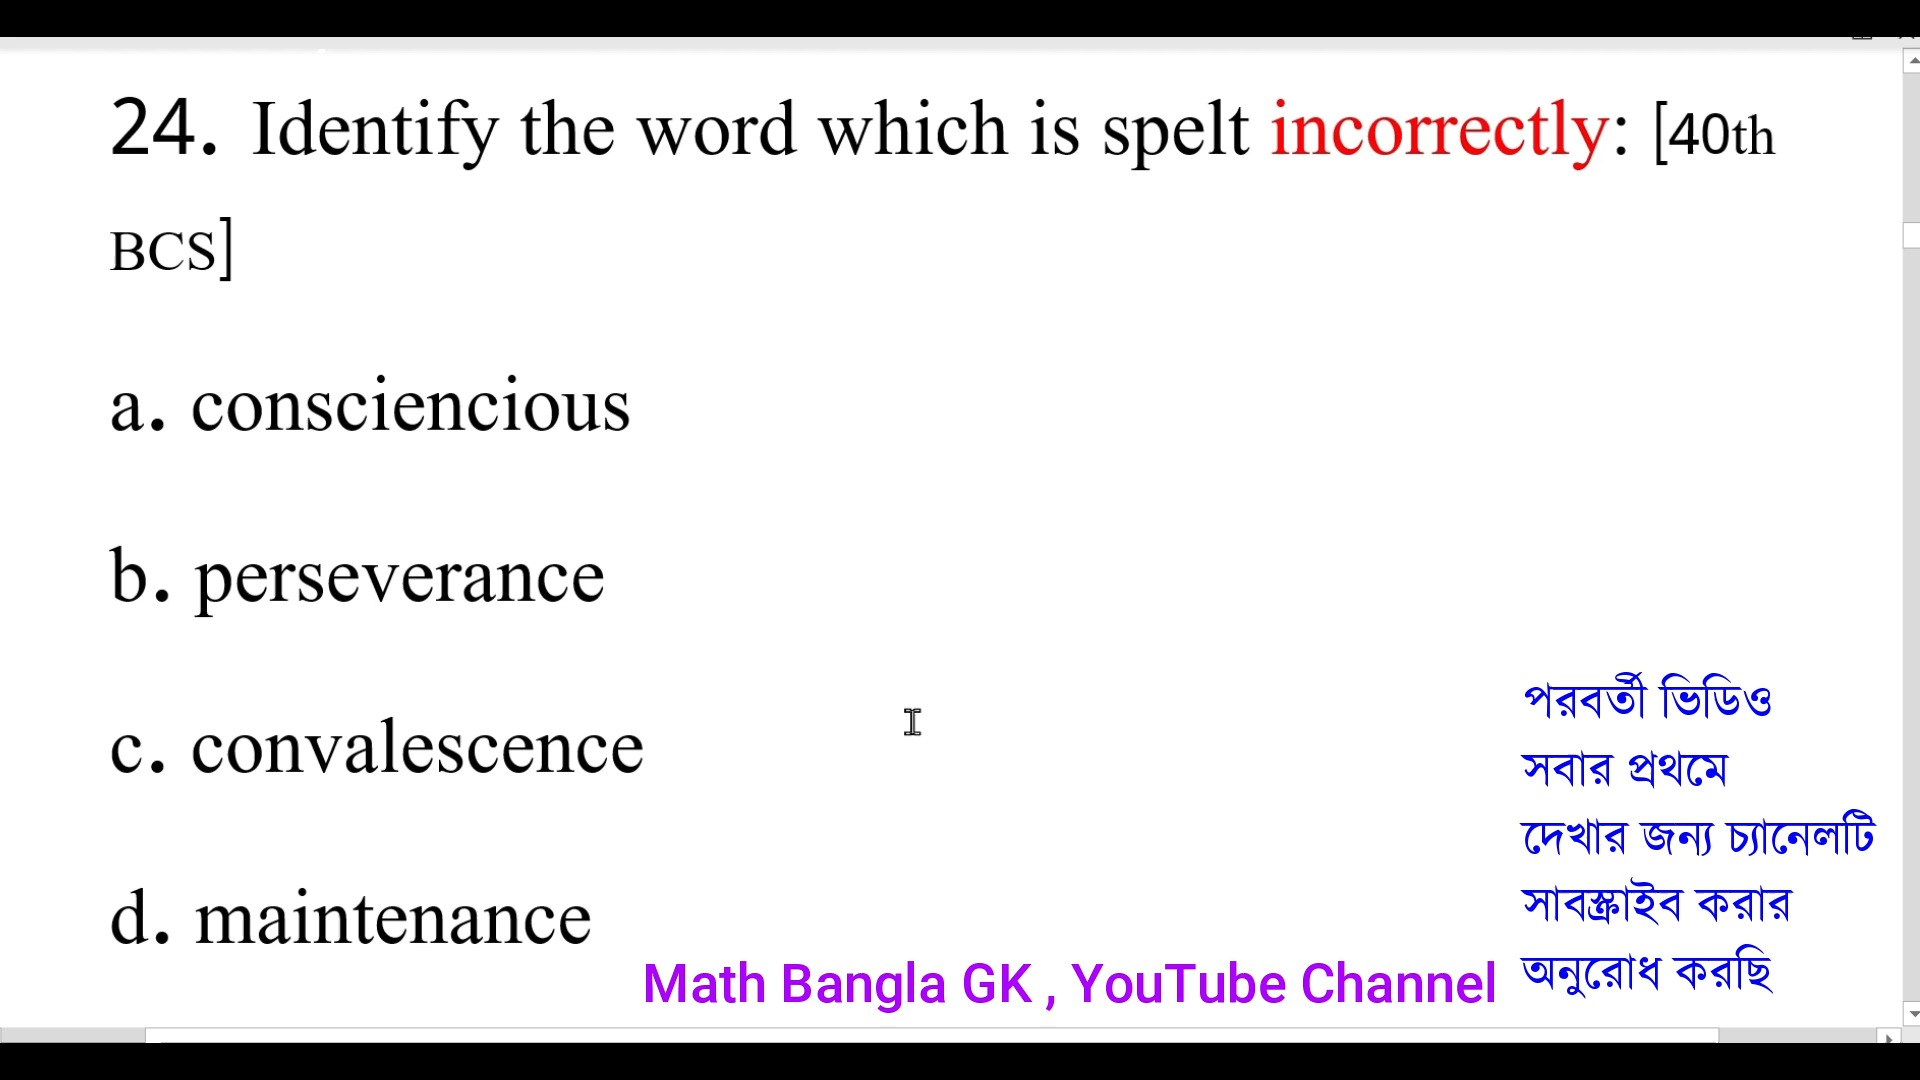 24. Identify the word which is spelt incorrectly: [40th
BCS]
a. consciencious
b. perseverance
c. convalescence
d. maintenance
পরবর্তী ভিডিও
সবার প্রথমে
দেখার জন্য চ্যানেলটি
সাবস্ক্রাইব করার
অনুরোধ করছি
Math Bangla GK , YouTube Channel